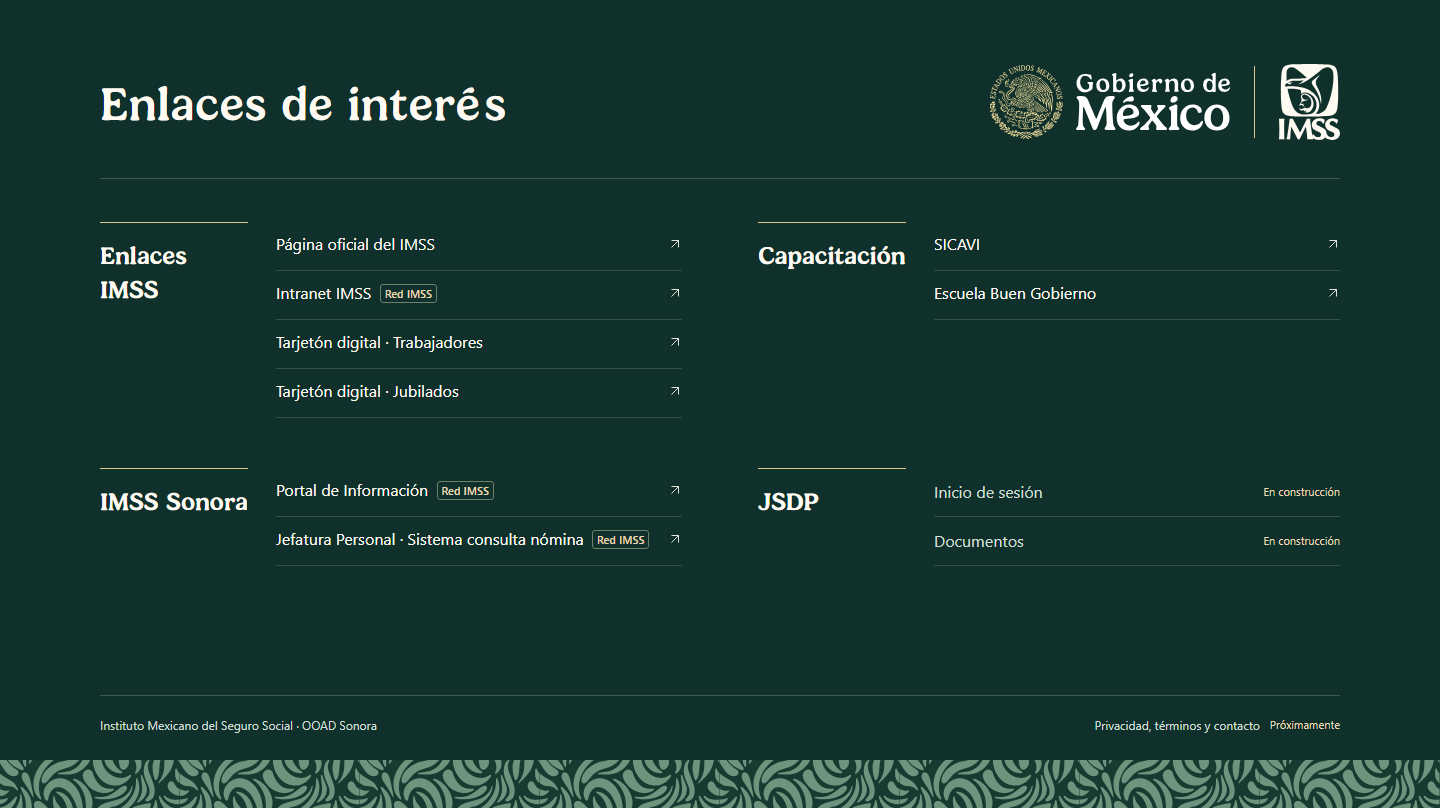 Enlaces de interés
ESTADOS UNIDOS MEXICANOS
Gobierno de
México
IMSS
Enlaces
IMSS
Página oficial del IMSS
Intranet IMSS Red IMSS
Tarjetón digital · Trabajadores
Tarjetón digital · Jubilados
Capacitación
SICAVI
Escuela Buen Gobierno
IMSS Sonora
Portal de Información Red IMSS
Jefatura Personal · Sistema consulta nómina Red IMSS
JSDP
Inicio de sesión En construcción
Documentos En construcción
Instituto Mexicano del Seguro Social · OOAD Sonora
Privacidad, términos y contacto Próximamente